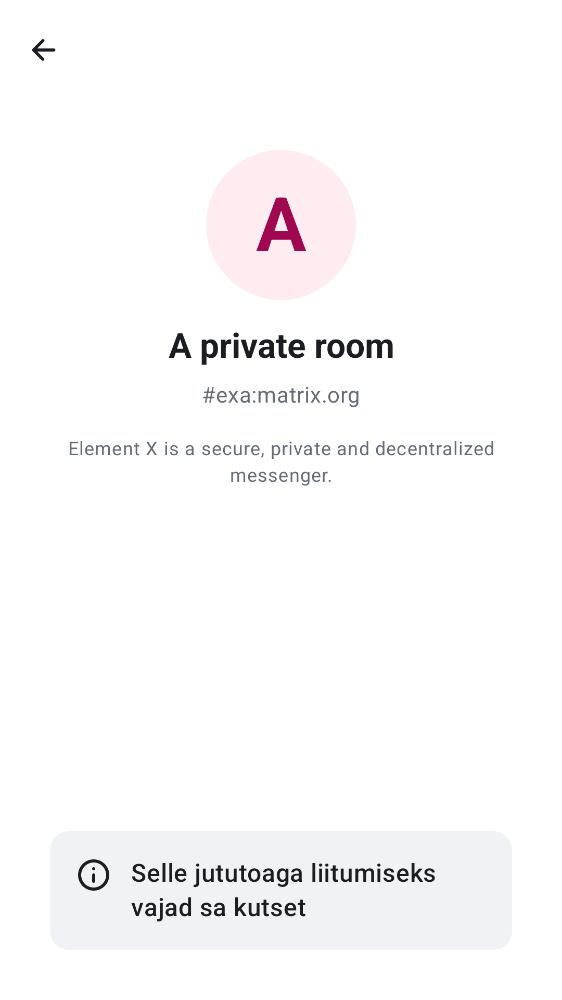 A
A private room
#exa:matrix.org
Element X is a secure, private and decentralized
messenger.
Selle jututoaga liitumiseks
vajad sa kutset